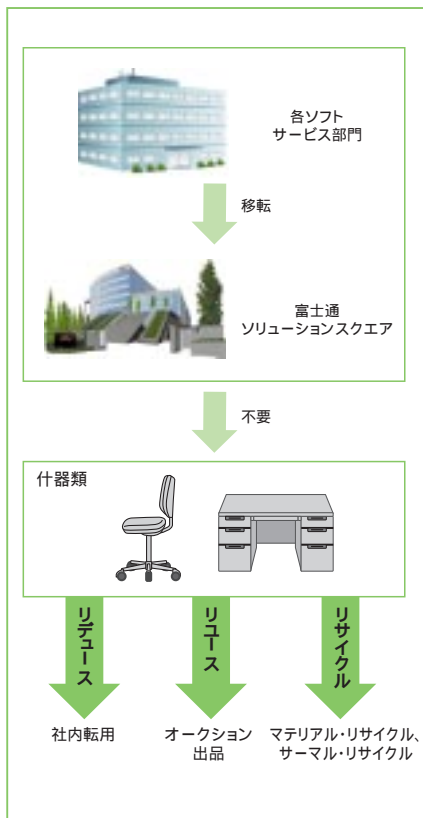 各ソフト
サービス部門
移転
富士通
ソリューションスクエア
不要
什器類
リデュース
リユース
リサイクル
社内転用
オークション
出品
マテリアル・リサイクル、
サーマル・リサイクル